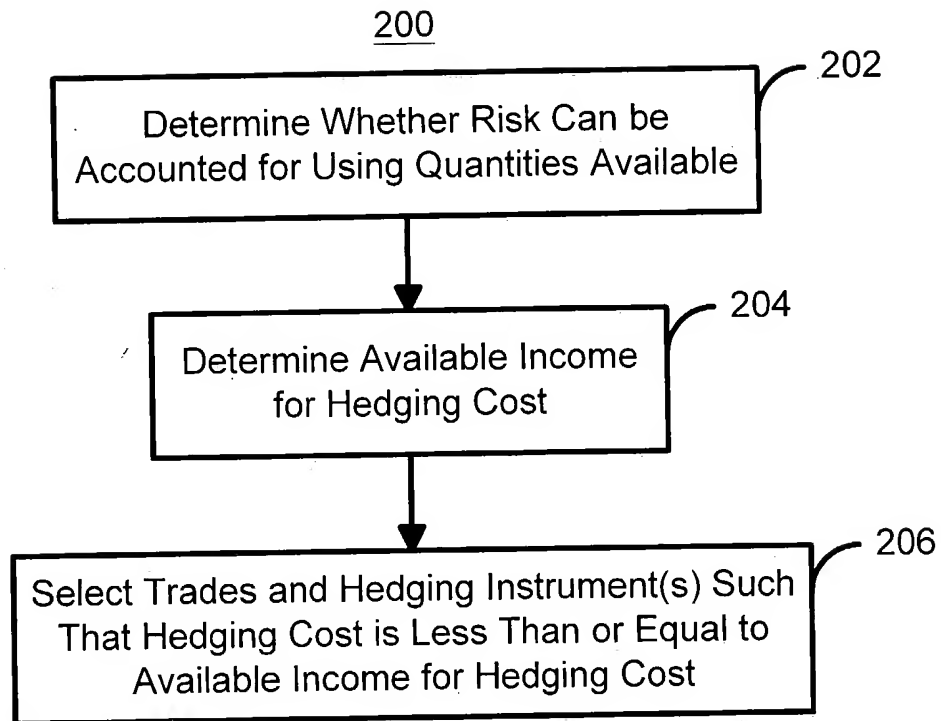 200
202
Determine Whether Risk Can be
Accounted for Using Quantities Available
204
Determine Available Income
for Hedging Cost
206
Select Trades and Hedging Instrument(s) Such
That Hedging Cost is Less Than or Equal to
Available Income for Hedging Cost